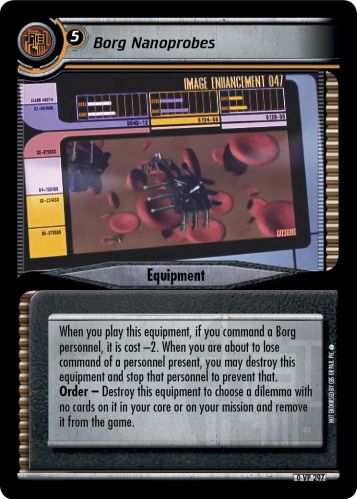 5
Borg Nanoprobes
IMAGE ENHANCEMENT 047
Equipment
When you play this equipment, if you command a Borg
personnel, it is cost –2. When you are about to lose
command of a personnel present, you may destroy this
equipment and stop that personnel to prevent that.
Order – Destroy this equipment to choose a dilemma with
no cards on it in your core or on your mission and remove
it from the game.
0 VP 297